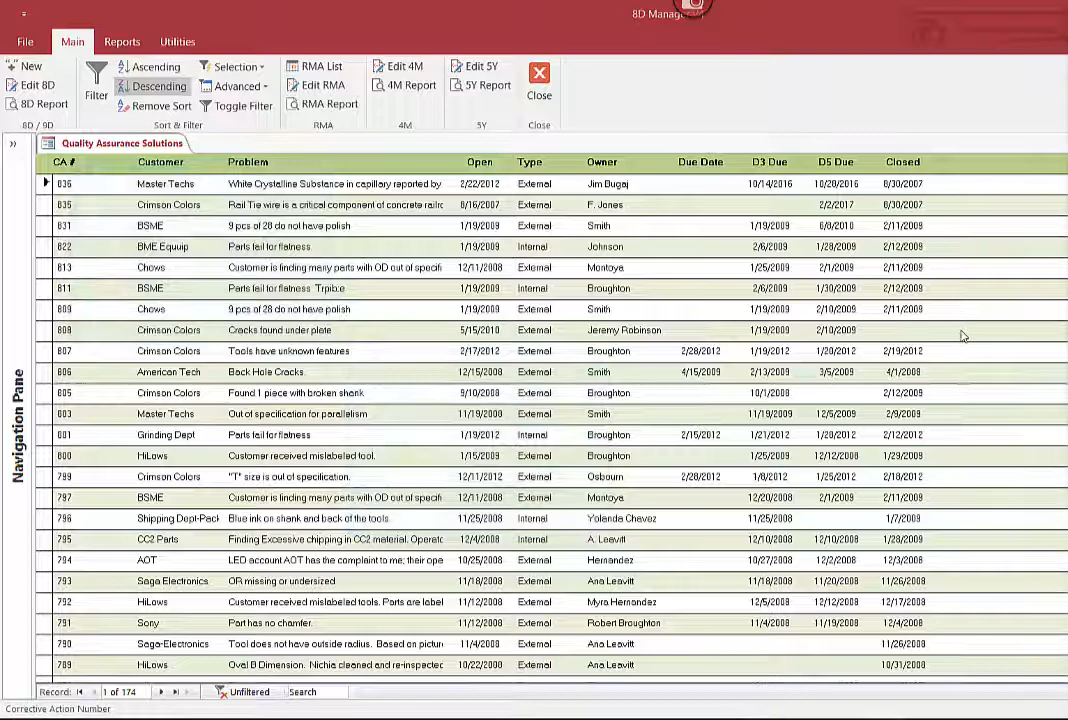 8D Manag
File Main Reports Utilities
New Ascending Selection RMA List Edit 4M Edit 5Y
Edit 8D Filter Descending Advanced Edit RMA 4M Report 5Y Report Close
8D Report Remove Sort Toggle Filter RMA Report
8D / 9D Sort & Filter RMA 4M 5Y Close
» Quality Assurance Solutions
Navigation Pane
CA # Customer Problem Open Type Owner Due Date D3 Due D5 Due Closed
836 Master Techs White Crystalline Substance in capillary reported by 2/22/2012 External Jim Bugaj 10/14/2016 10/20/2016 8/30/2007
835 Crimson Colors Rail Tie wire is a critical component of concrete railrc 8/16/2007 External F. Jones 2/2/2017 8/30/2007
831 BSME 9 pcs of 28 do not have polish 1/19/2009 External Smith 1/19/2009 6/8/2010 2/11/2009
822 BME Equuip Parts fail for flatness 1/19/2009 Internal Johnson 2/6/2009 1/28/2009 2/12/2009
813 Chows Customer is finding many parts with OD out of specifi 12/11/2008 External Montoya 1/25/2009 2/1/2009 2/11/2009
811 BSME Parts fail for flatness Trpible 1/19/2009 Internal Broughton 2/6/2009 1/30/2009 2/12/2009
809 Chows 9 pcs of 28 do not have polish 1/19/2009 External Smith 1/19/2009 2/10/2009 2/11/2009
808 Crimson Colors Cracks found under plate 5/15/2010 External Jeremy Robinson 1/19/2009 2/10/2009
807 Crimson Colors Tools have unknown features 2/17/2012 External Broughton 2/28/2012 1/19/2012 1/20/2012 2/19/2012
806 American Tech Back Hole Cracks. 12/15/2008 External Smith 4/15/2009 2/13/2009 3/5/2009 4/1/2009
805 Crimson Colors Found 1 piece with broken shank 9/10/2008 External Broughton 10/1/2008 2/12/2009
803 Master Techs Out of specification for parallelism 11/19/2008 External Smith 11/19/2009 12/5/2009 2/9/2009
801 Grinding Dept Parts fail for flatness 1/19/2012 Internal Broughton 2/15/2012 1/21/2012 1/28/2012 2/12/2012
800 HiLows Customer received mislabeled tool. 1/15/2009 External Broughton 1/25/2009 12/12/2008 1/29/2009
799 Crimson Colors "T" size is out of specification. 12/11/2012 External Osbourn 2/28/2012 1/8/2012 1/25/2012 2/18/2012
797 BSME Customer is finding many parts with OD out of specifi 12/11/2008 External Montoya 12/20/2008 2/1/2009 2/11/2009
796 Shipping Dept-Pack Blue ink on shank and back of the tools 11/25/2008 Internal Yolanda Chavez 11/25/2008 1/7/2009
795 CC2 Parts Finding Excessive chipping in CC2 material. Operatc 12/4/2008 Internal A. Leavitt 12/10/2008 12/10/2008 1/28/2009
794 AOT LED account AOT has the complaint to me; their ope 10/25/2008 External Hernandez 10/27/2008 12/2/2008 12/3/2008
793 Saga Electronics OR missing or undersized 11/18/2008 External Ana Leavitt 11/18/2008 11/20/2008 11/26/2008
792 HiLows Customer received mislabeled tools. Parts are label 11/12/2008 External Myra Hernandez 12/5/2008 12/12/2008 12/17/2008
791 Sony Part has no chamfer. 11/12/2008 External Robert Broughton 11/4/2008 11/19/2008 12/4/2008
790 Saga-Electronics Tool does not have outside radius. Based on pictur 11/4/2008 External Ana Leavitt 11/26/2008
789 HiLows Oval B Dimension. Nichia cleaned and re-inspected 10/22/2008 External Ana Leavitt 10/31/2008
Record: 1 of 174 Unfiltered Search
Corrective Action Number